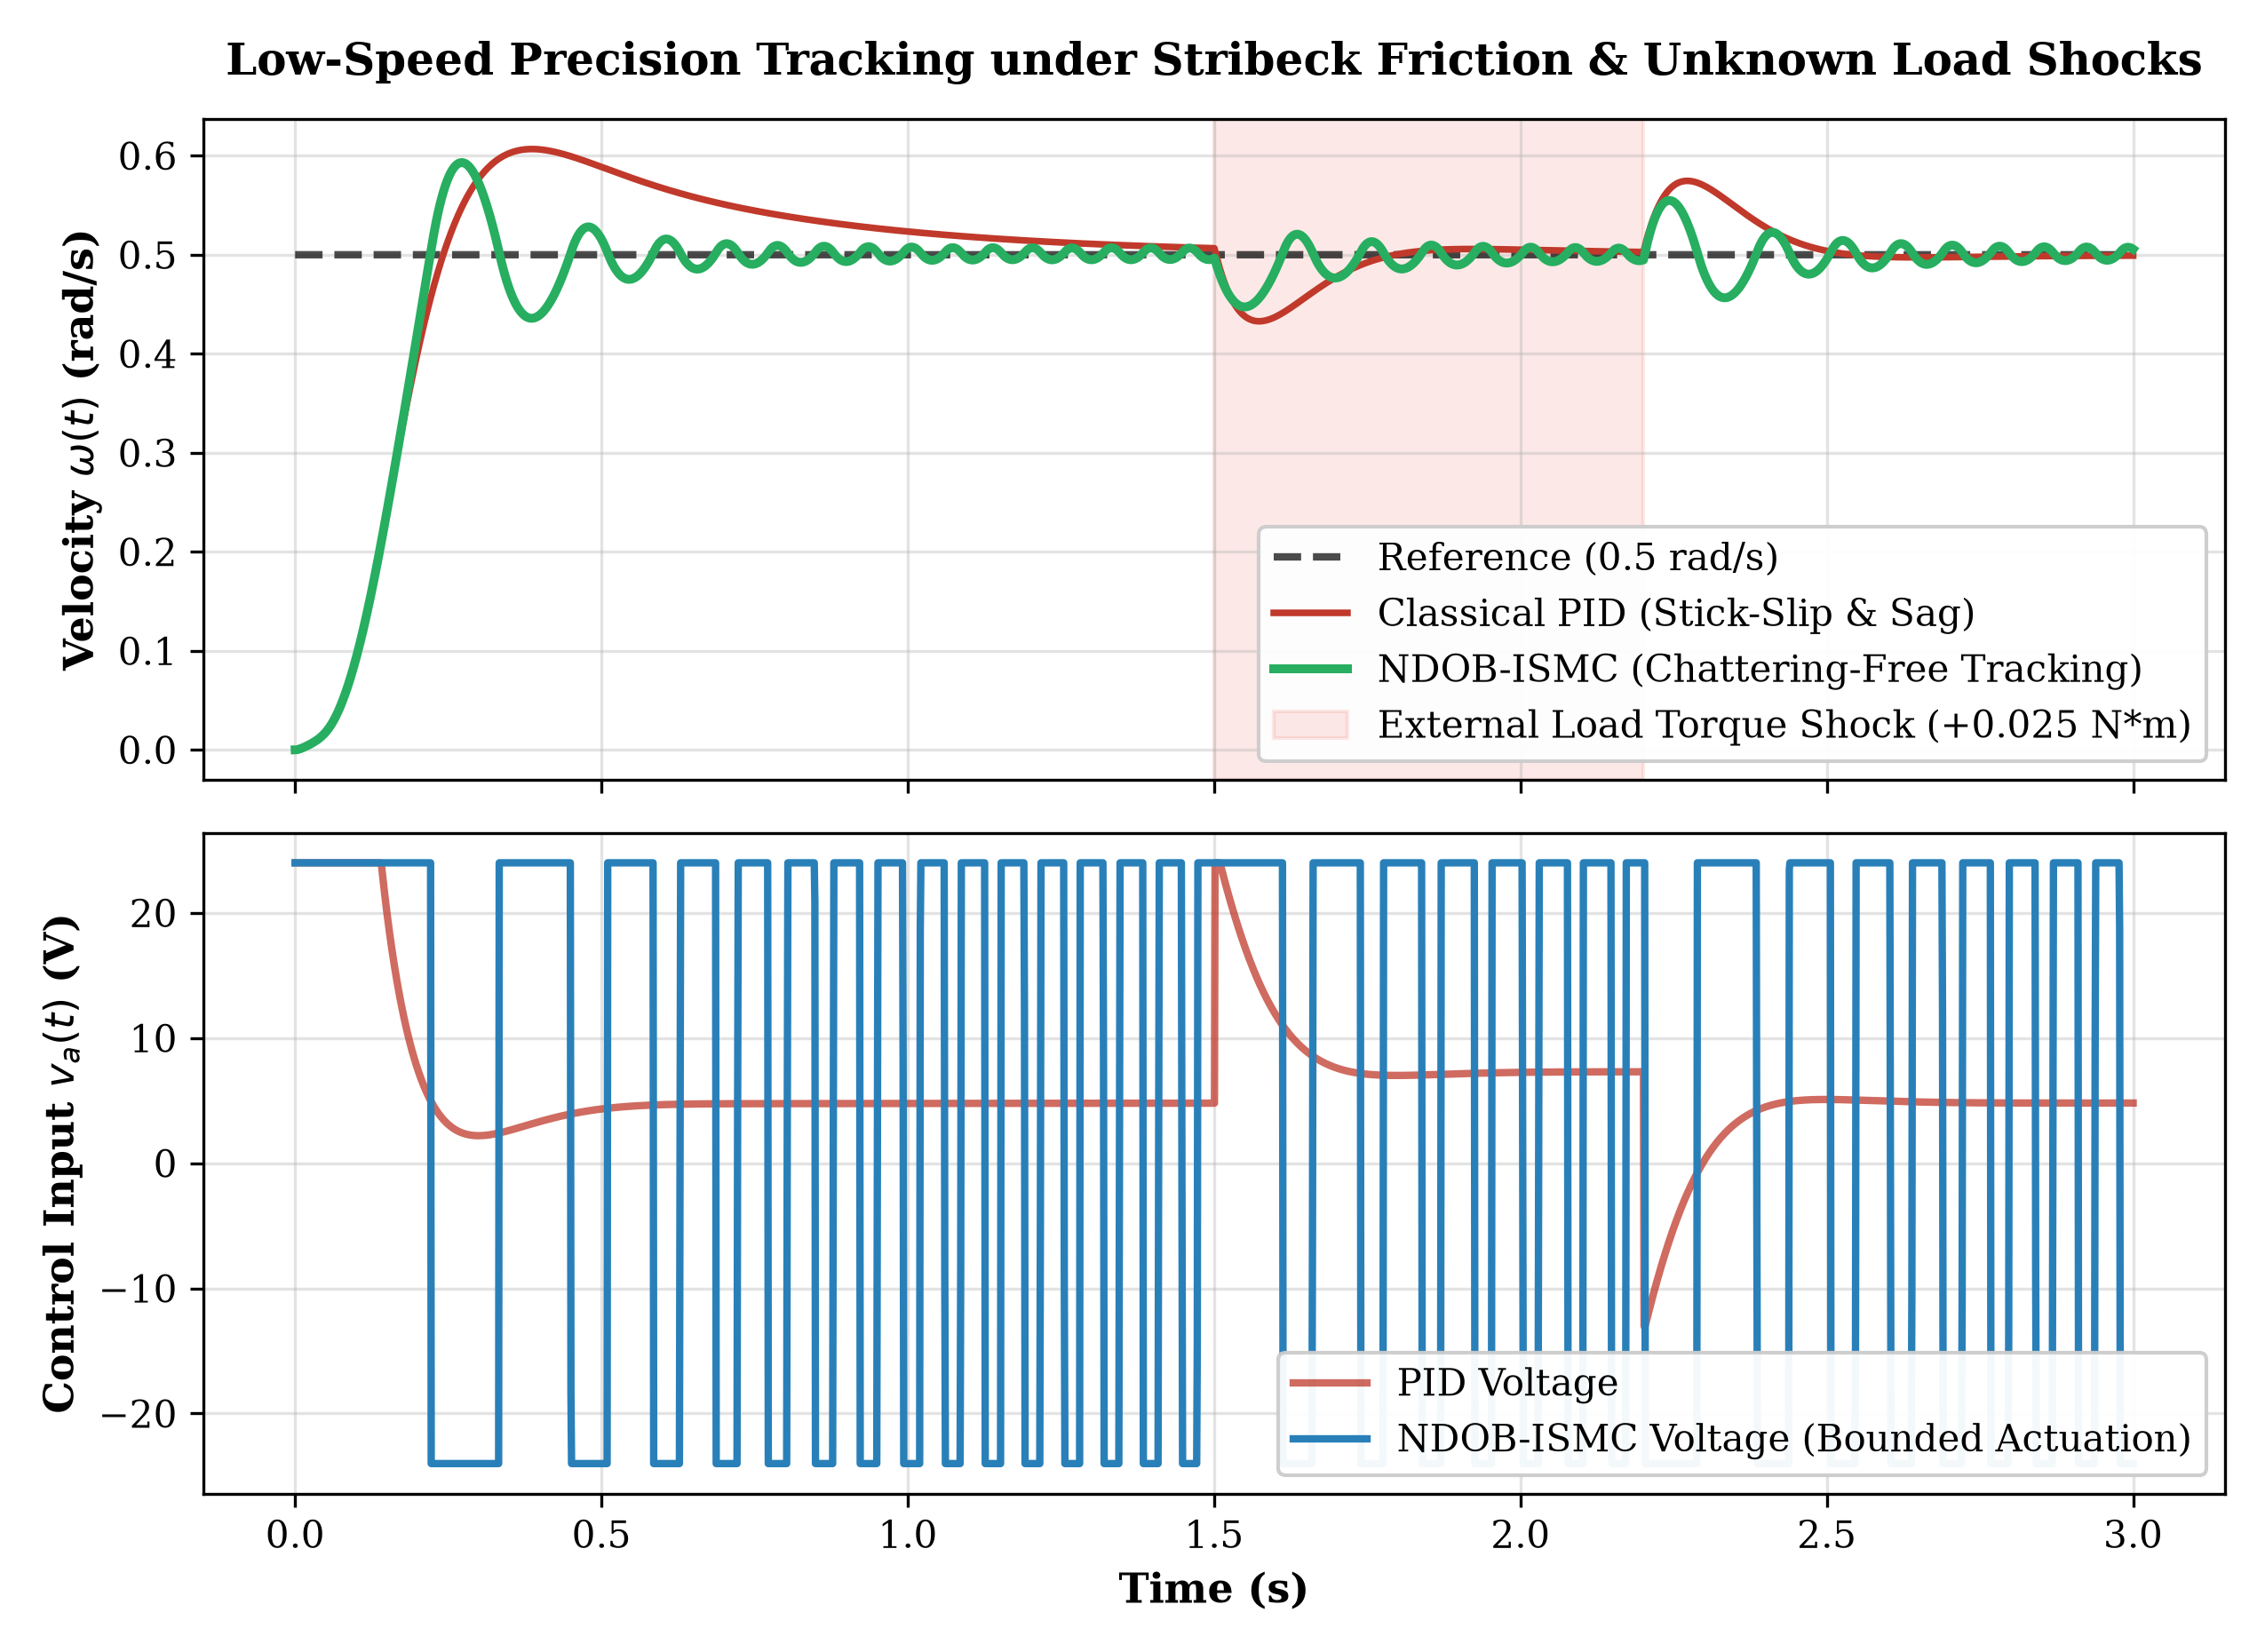 Low-Speed Precision Tracking under Stribeck Friction & Unknown Load Shocks
Velocity ω(t) (rad/s)
0.6
0.5
0.4
0.3
0.2
0.1
0.0
Reference (0.5 rad/s)
Classical PID (Stick-Slip & Sag)
NDOB-ISMC (Chattering-Free Tracking)
External Load Torque Shock (+0.025 N*m)
Control Input vₐ(t) (V)
20
10
0
−10
−20
PID Voltage
NDOB-ISMC Voltage (Bounded Actuation)
0.0 0.5 1.0 1.5 2.0 2.5 3.0
Time (s)